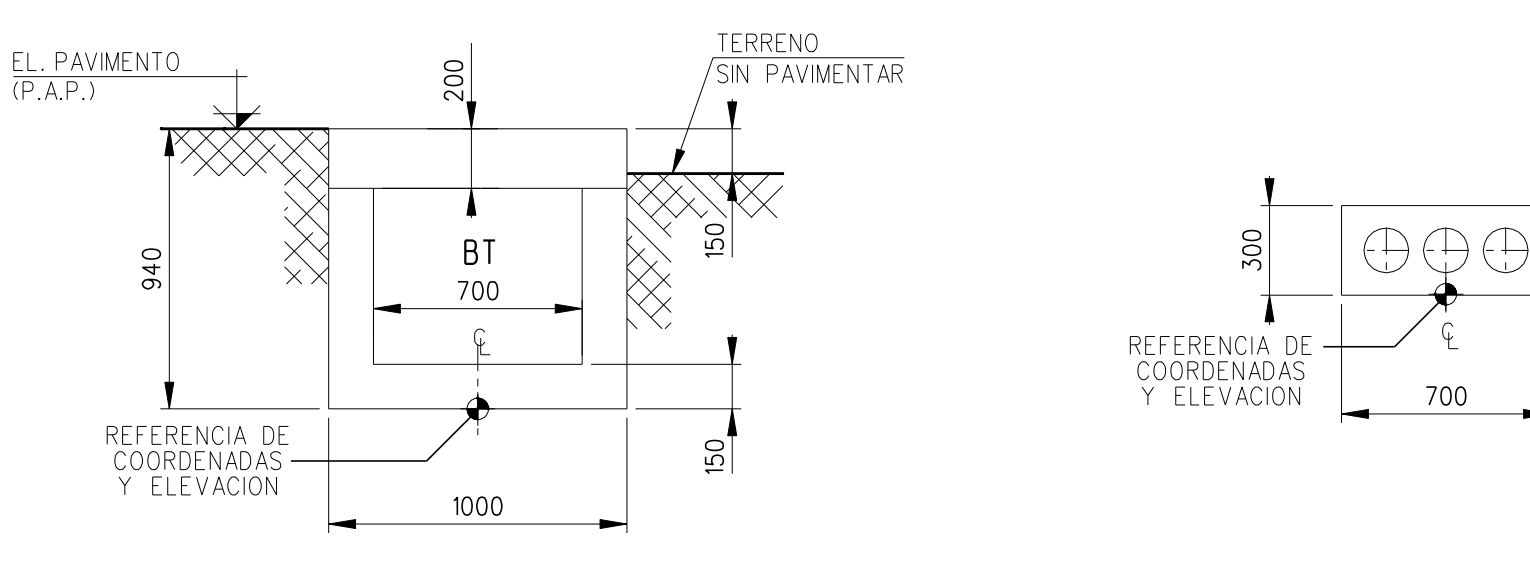 EL. PAVIMENTO
(P.A.P.)
200
TERRENO
SIN PAVIMENTAR
940
BT
700
℄
150
150
REFERENCIA DE
COORDENADAS
Y ELEVACION
1000
300
℄
REFERENCIA DE
COORDENADAS
Y ELEVACION
700